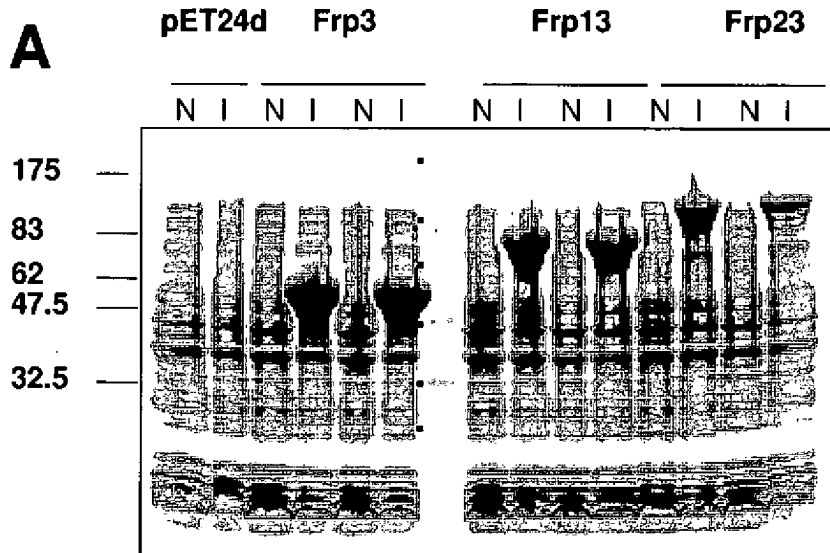 A
pET24d Frp3 Frp13 Frp23
N I N I N I N I N I N I N I
175
83
62
47.5
32.5